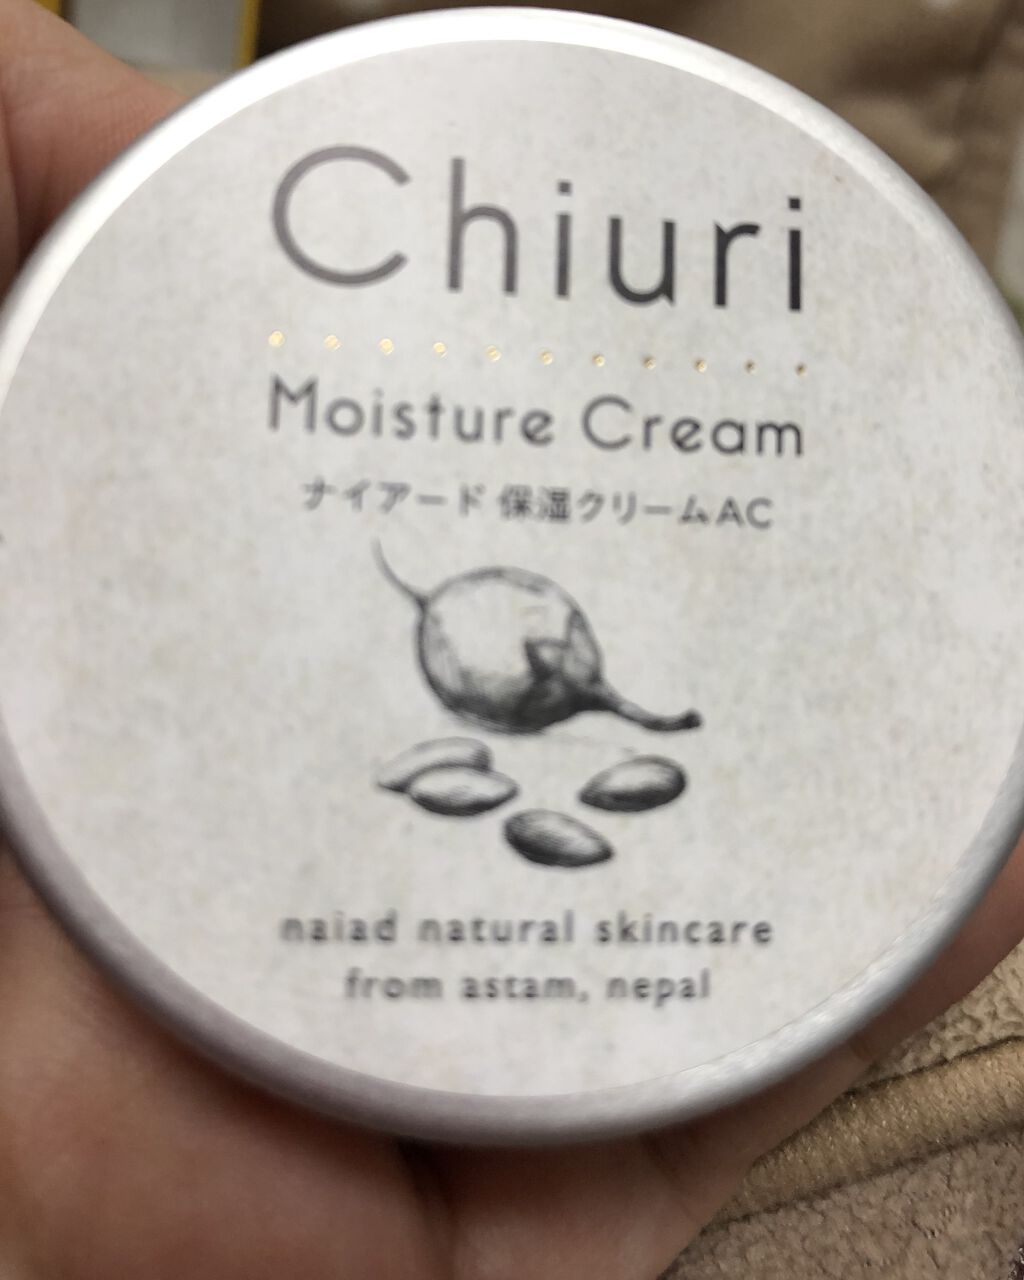 Chiuri
Moisture Cream
ナイアード 保湿クリームAC
naiad natural skincare
from astam, nepal